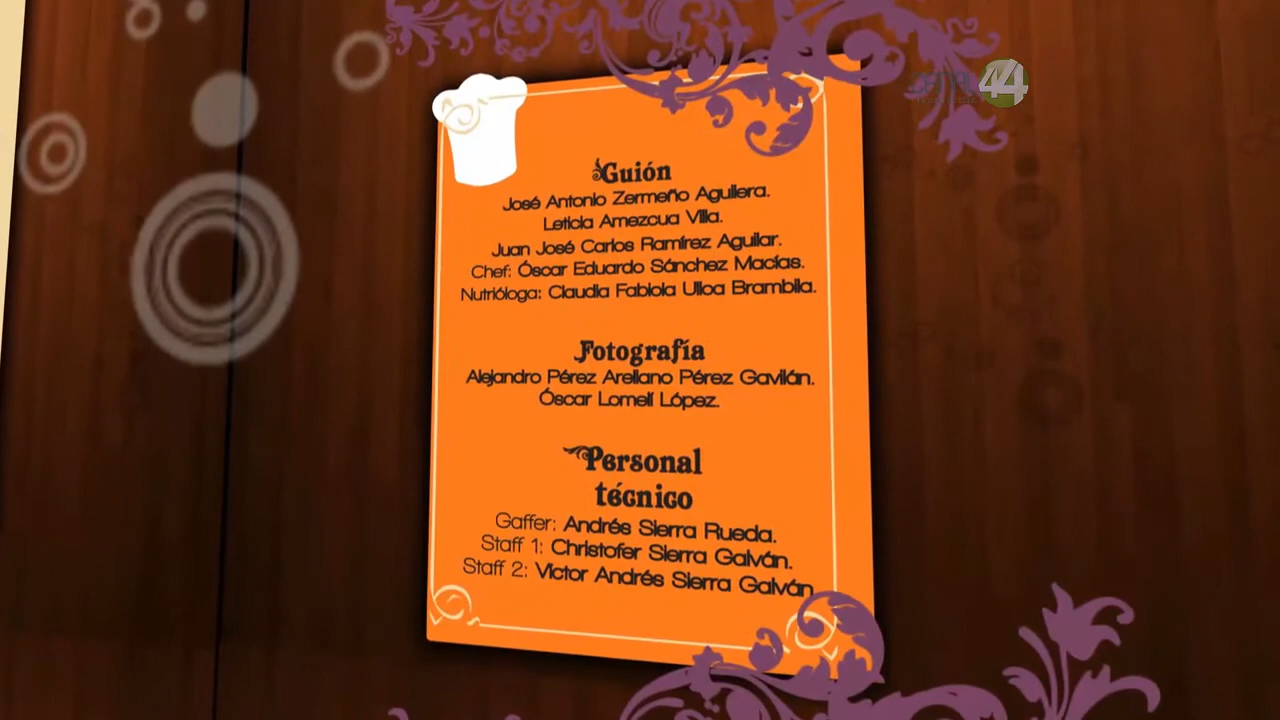 44
Guión
José Antonio Zermeño Aguilera.
Leticia Amezcua Villa.
Juan José Carlos Ramírez Aguilar.
Chef: Óscar Eduardo Sánchez Macías.
Nutrióloga: Claudia Fabiola Ulloa Brambila.
Fotografía
Alejandro Pérez Arellano Pérez Gavilán.
Óscar Lomelí López.
Personal
técnico
Gaffer: Andrés Sierra Rueda.
Staff 1: Christofer Sierra Galván.
Staff 2: Victor Andrés Sierra Galván